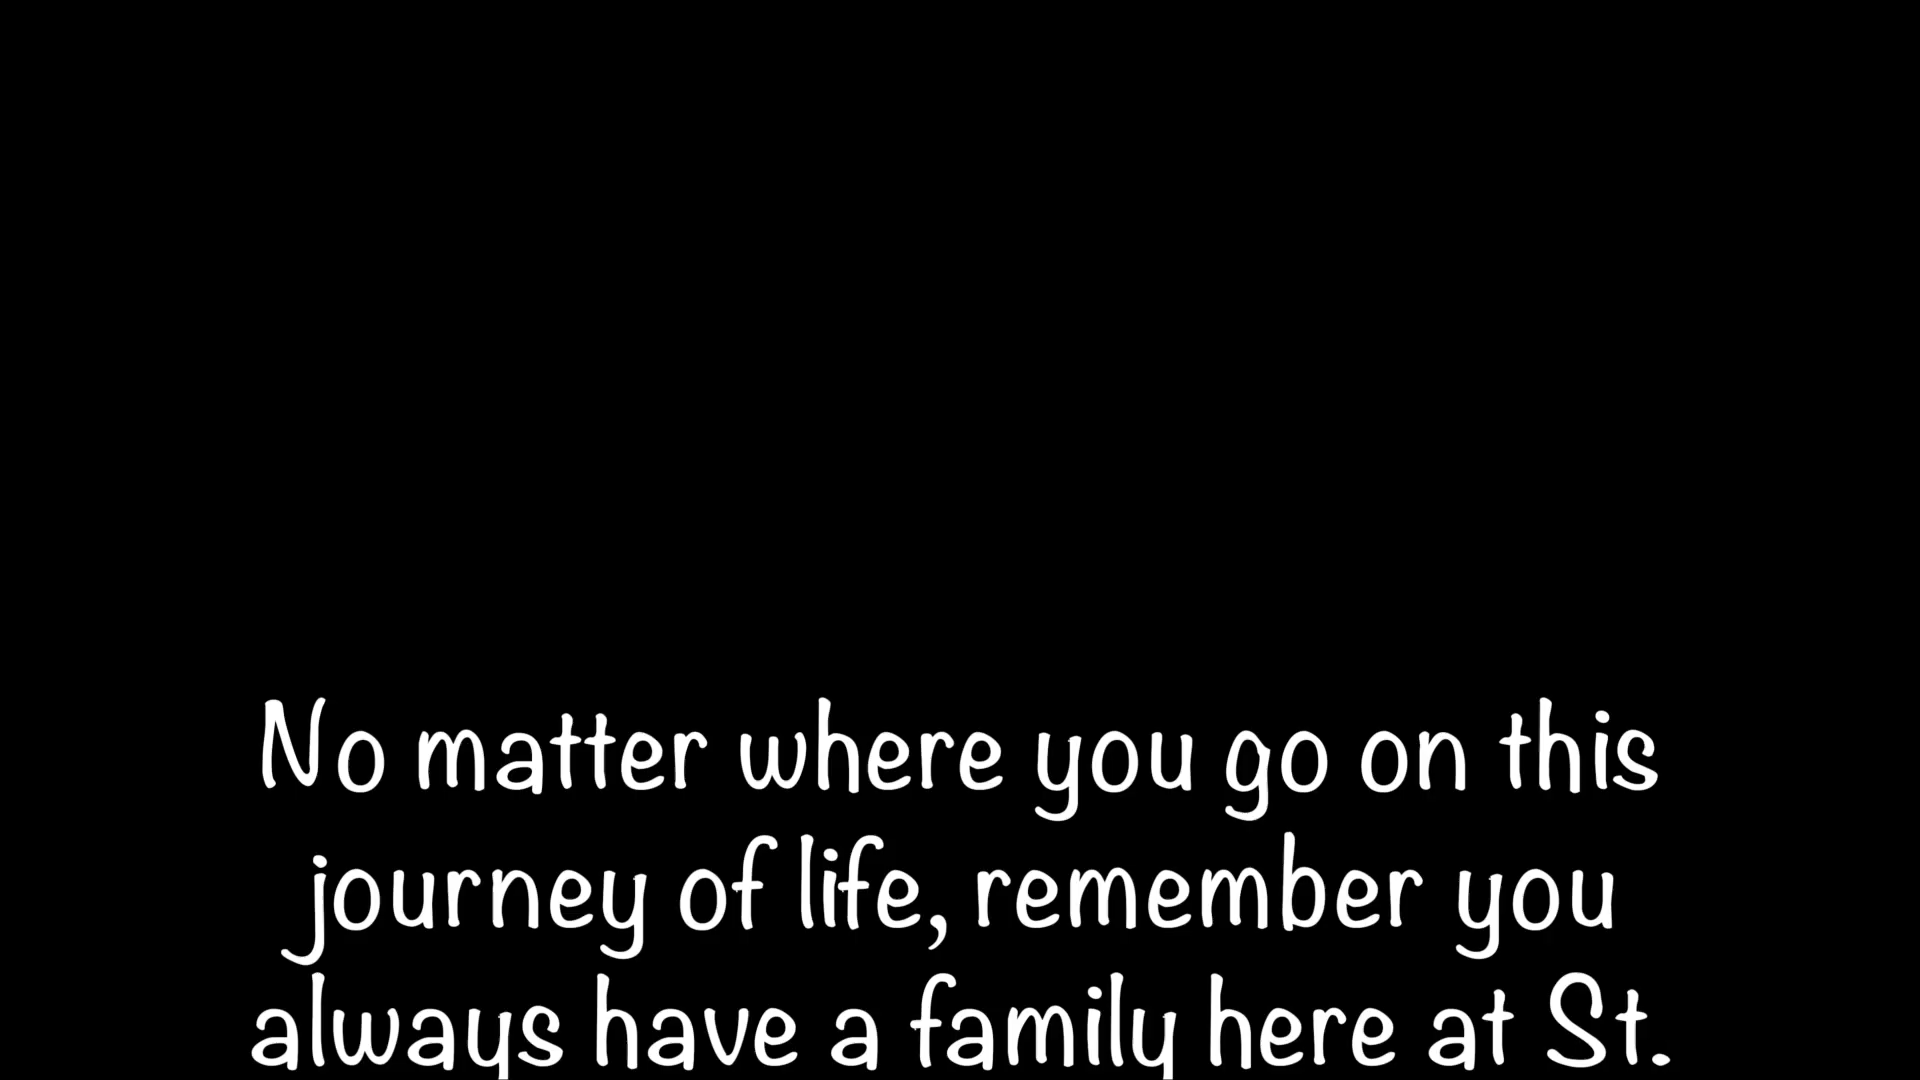 No matter where you go on this
journey of life, remember you
always have a family here at St.